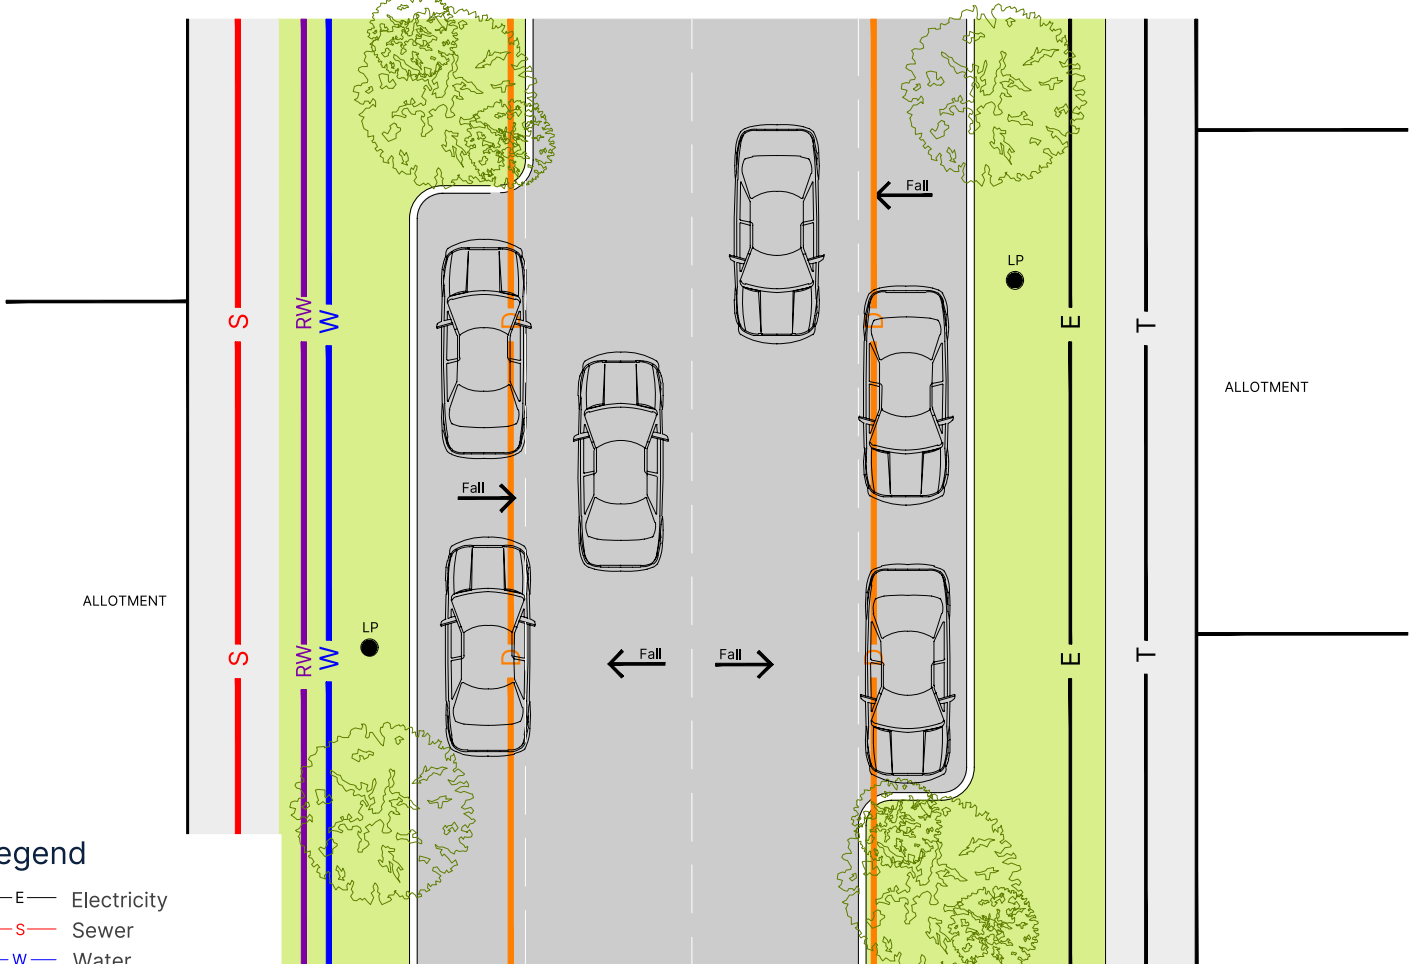 LP
Fall
S
RW
W
D
D
E
T
ALLOTMENT
Fall
ALLOTMENT
LP
S
RW
W
D
Fall
Fall
D
E
T
egend
E
Electricity
S
Sewer
W
Water